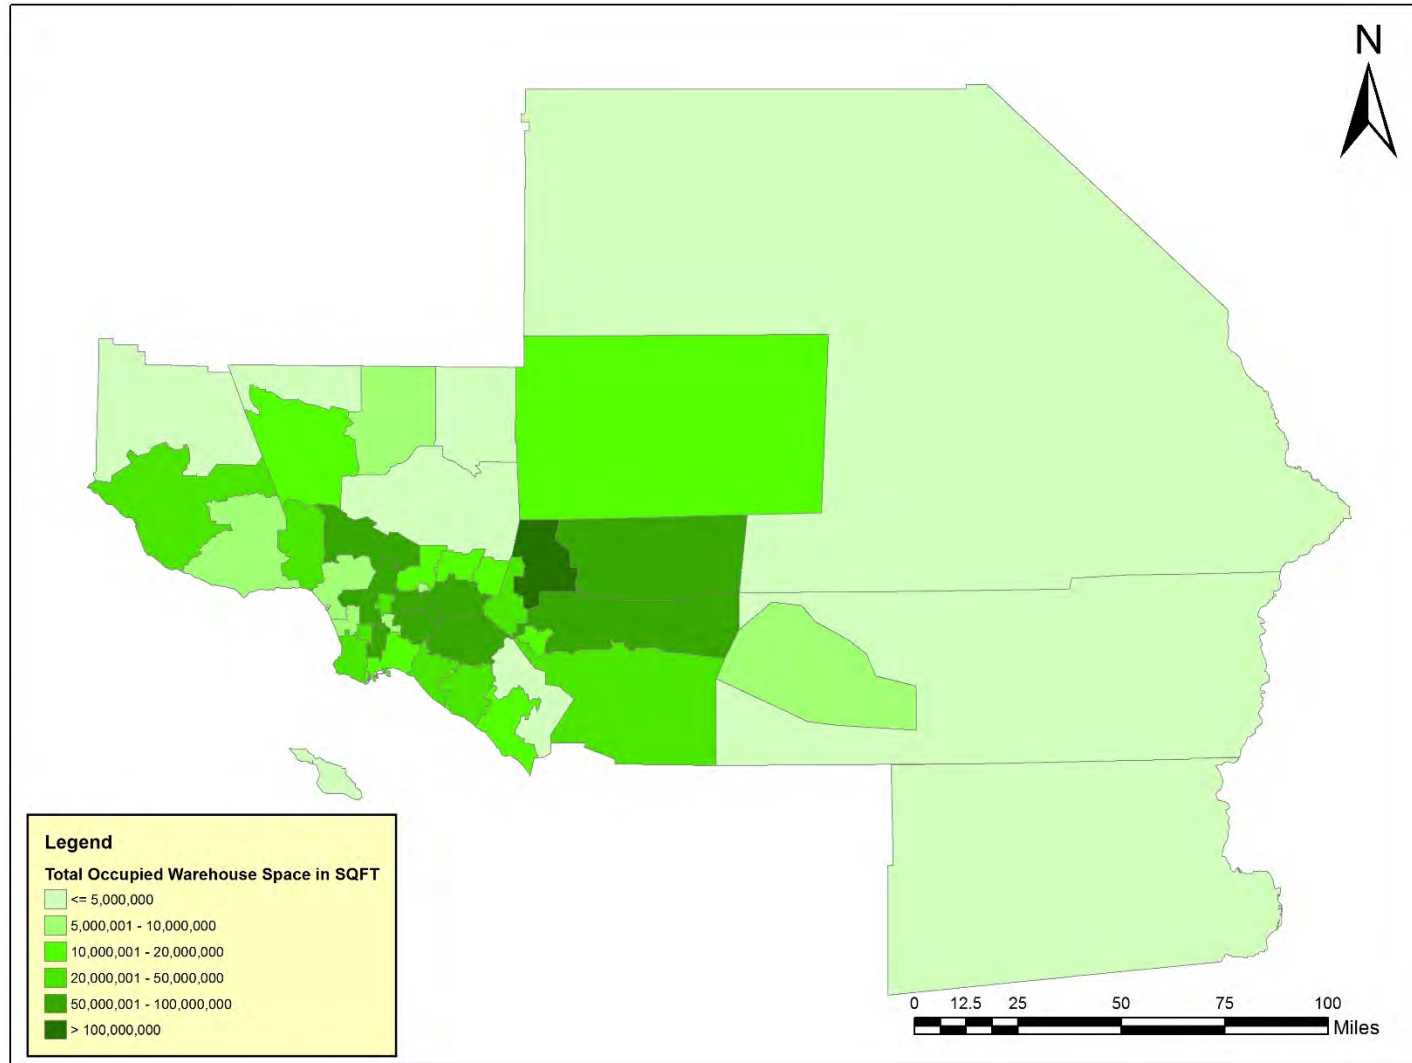 N
Legend
Total Occupied Warehouse Space in SQFT
<= 5,000,000
5,000,001 - 10,000,000
10,000,001 - 20,000,000
20,000,001 - 50,000,000
50,000,001 - 100,000,000
> 100,000,000
0 12.5 25 50 75 100
Miles